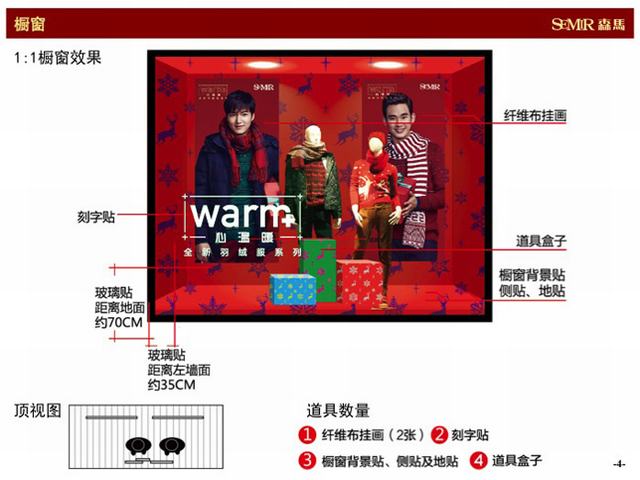 橱窗
SEMIR 森馬
1:1橱窗效果
warm
SEMIR
warm
SEMIR
纤维布挂画
刻字贴
warm+
心温暖
全新羽绒服系列
道具盒子
橱窗背景贴
侧贴、地贴
玻璃贴
距离地面
约70CM
玻璃贴
距离左墙面
约35CM
顶视图
道具数量
1 纤维布挂画（2张） 2 刻字贴
3 橱窗背景贴、侧贴及地贴 4 道具盒子
-4-